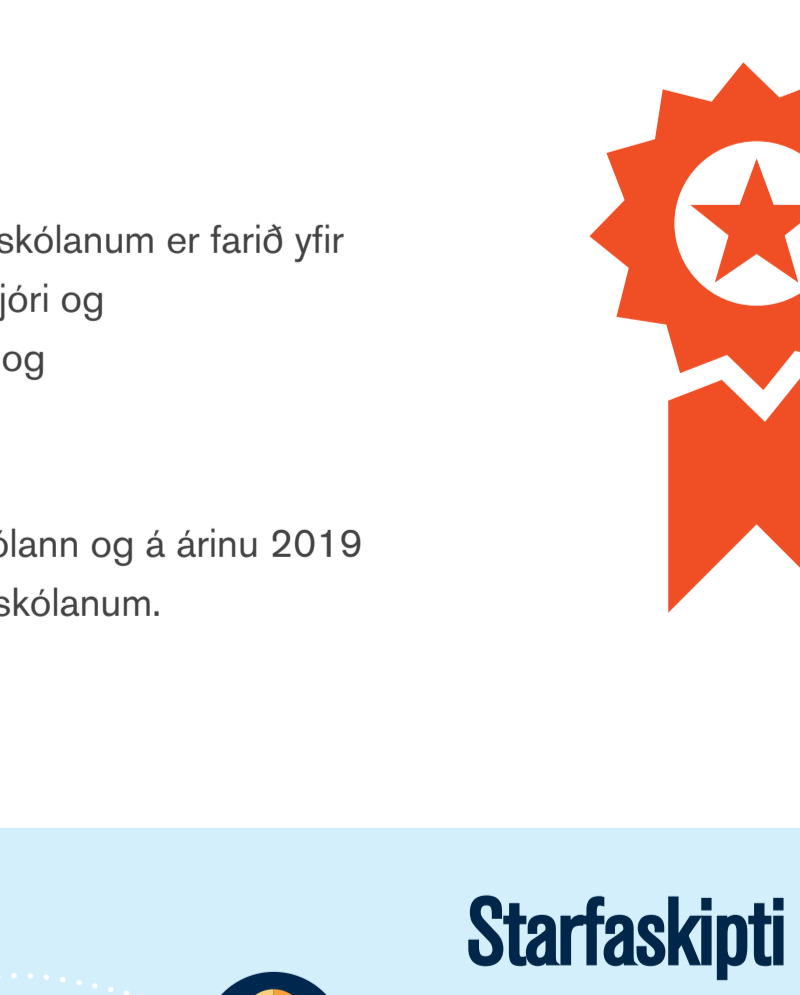 skólanum er farið yfir
jóri og
og
ólann og á árinu 2019
skólanum.
Starfaskipti